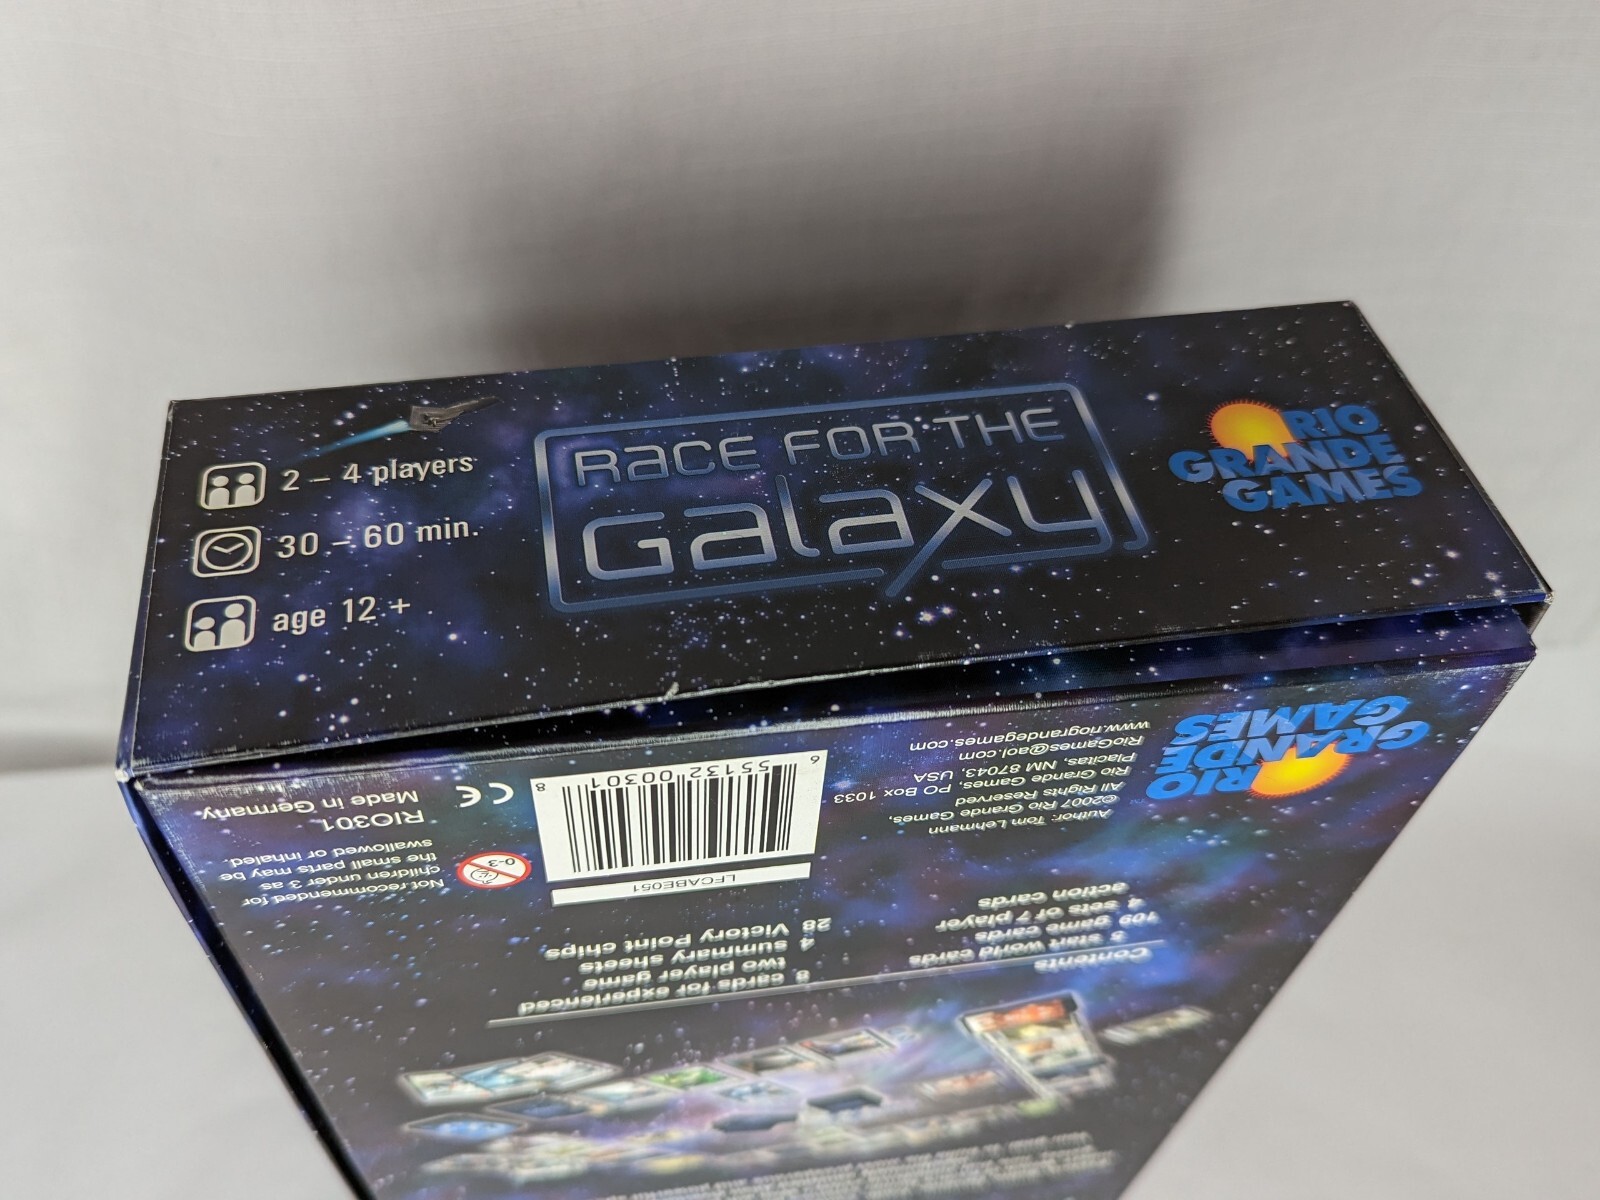 2 – 4 players
30 – 60 min.
age 12 +
RACE FOR THE
Galaxy
RIO
GRANDE
GAMES
Contents
5 start world cards
109 game cards
4 sets of 7 player
action cards
8 cards for experienced
two player game
4 summary sheets
28 Victory Point chips
LFCABE051
6 55132 00301 8
Author: Tom Lehmann
©2007 Rio Grande Games,
All Rights Reserved
Rio Grande Games, PO Box 1033
Placitas, NM 87043, USA
RioGames@aol.com
www.riograndegames.com
RIO
GRANDE
GAMES
0-3
Not recommended for
children under 3 as
the small parts may be
swallowed or inhaled.
RIO301
Made in Germany.
CE